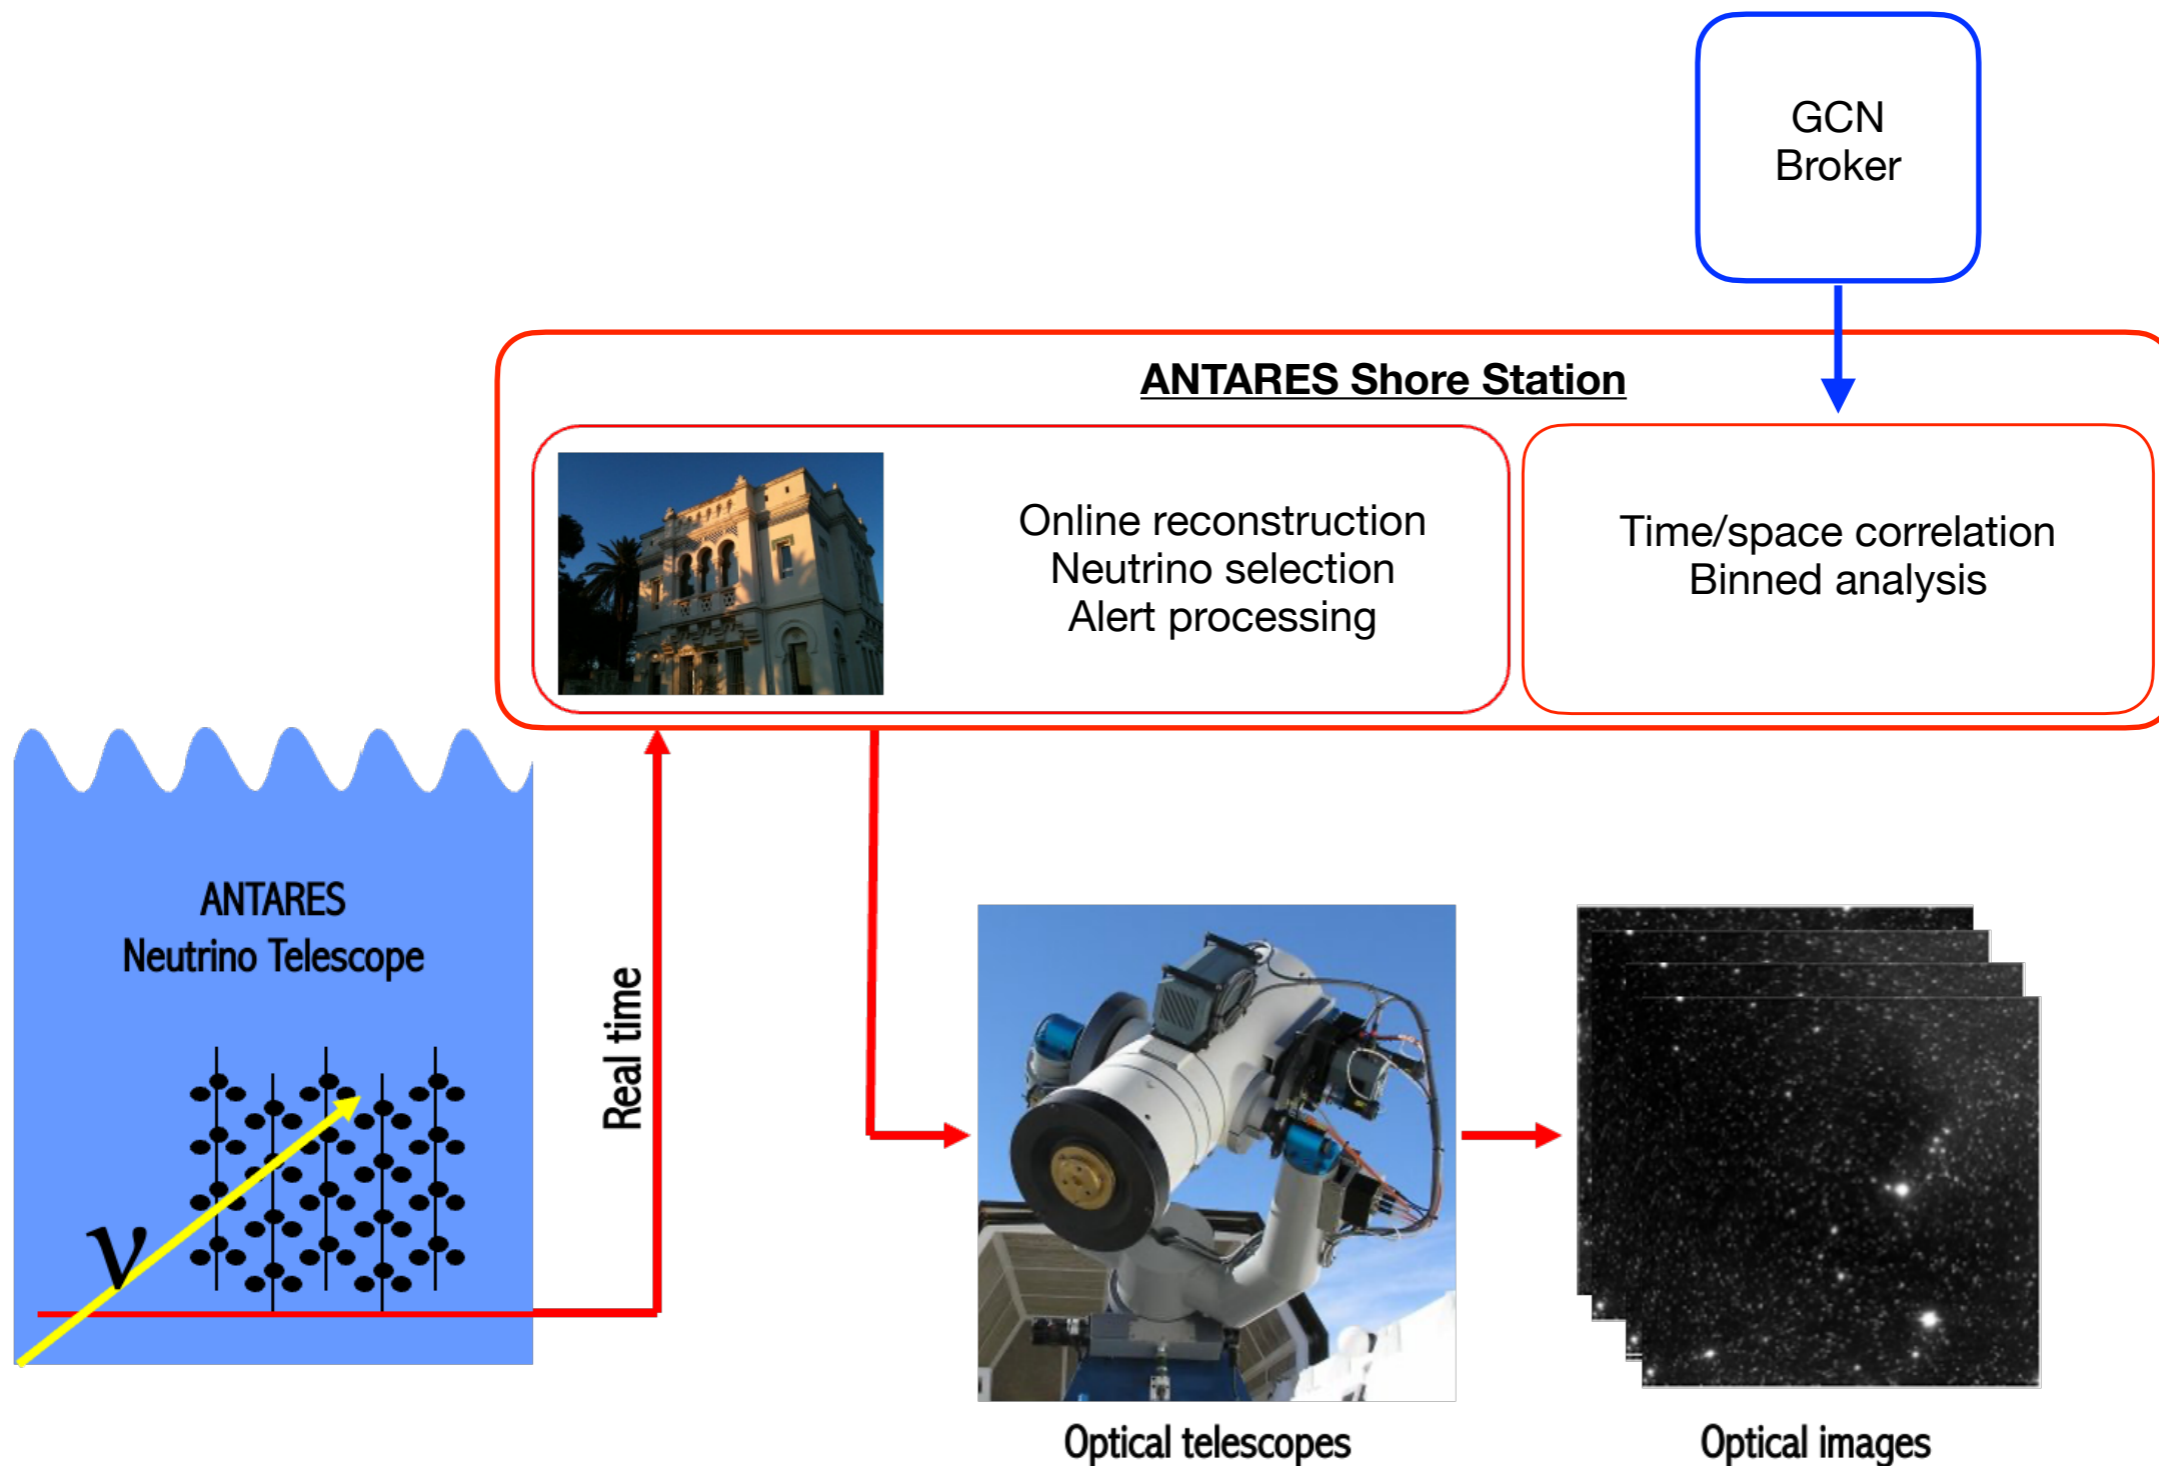 GCN
Broker
ANTARES Shore Station
Online reconstruction
Neutrino selection
Alert processing
Time/space correlation
Binned analysis
ANTARES
Neutrino Telescope
ν
Real time
Optical telescopes
Optical images